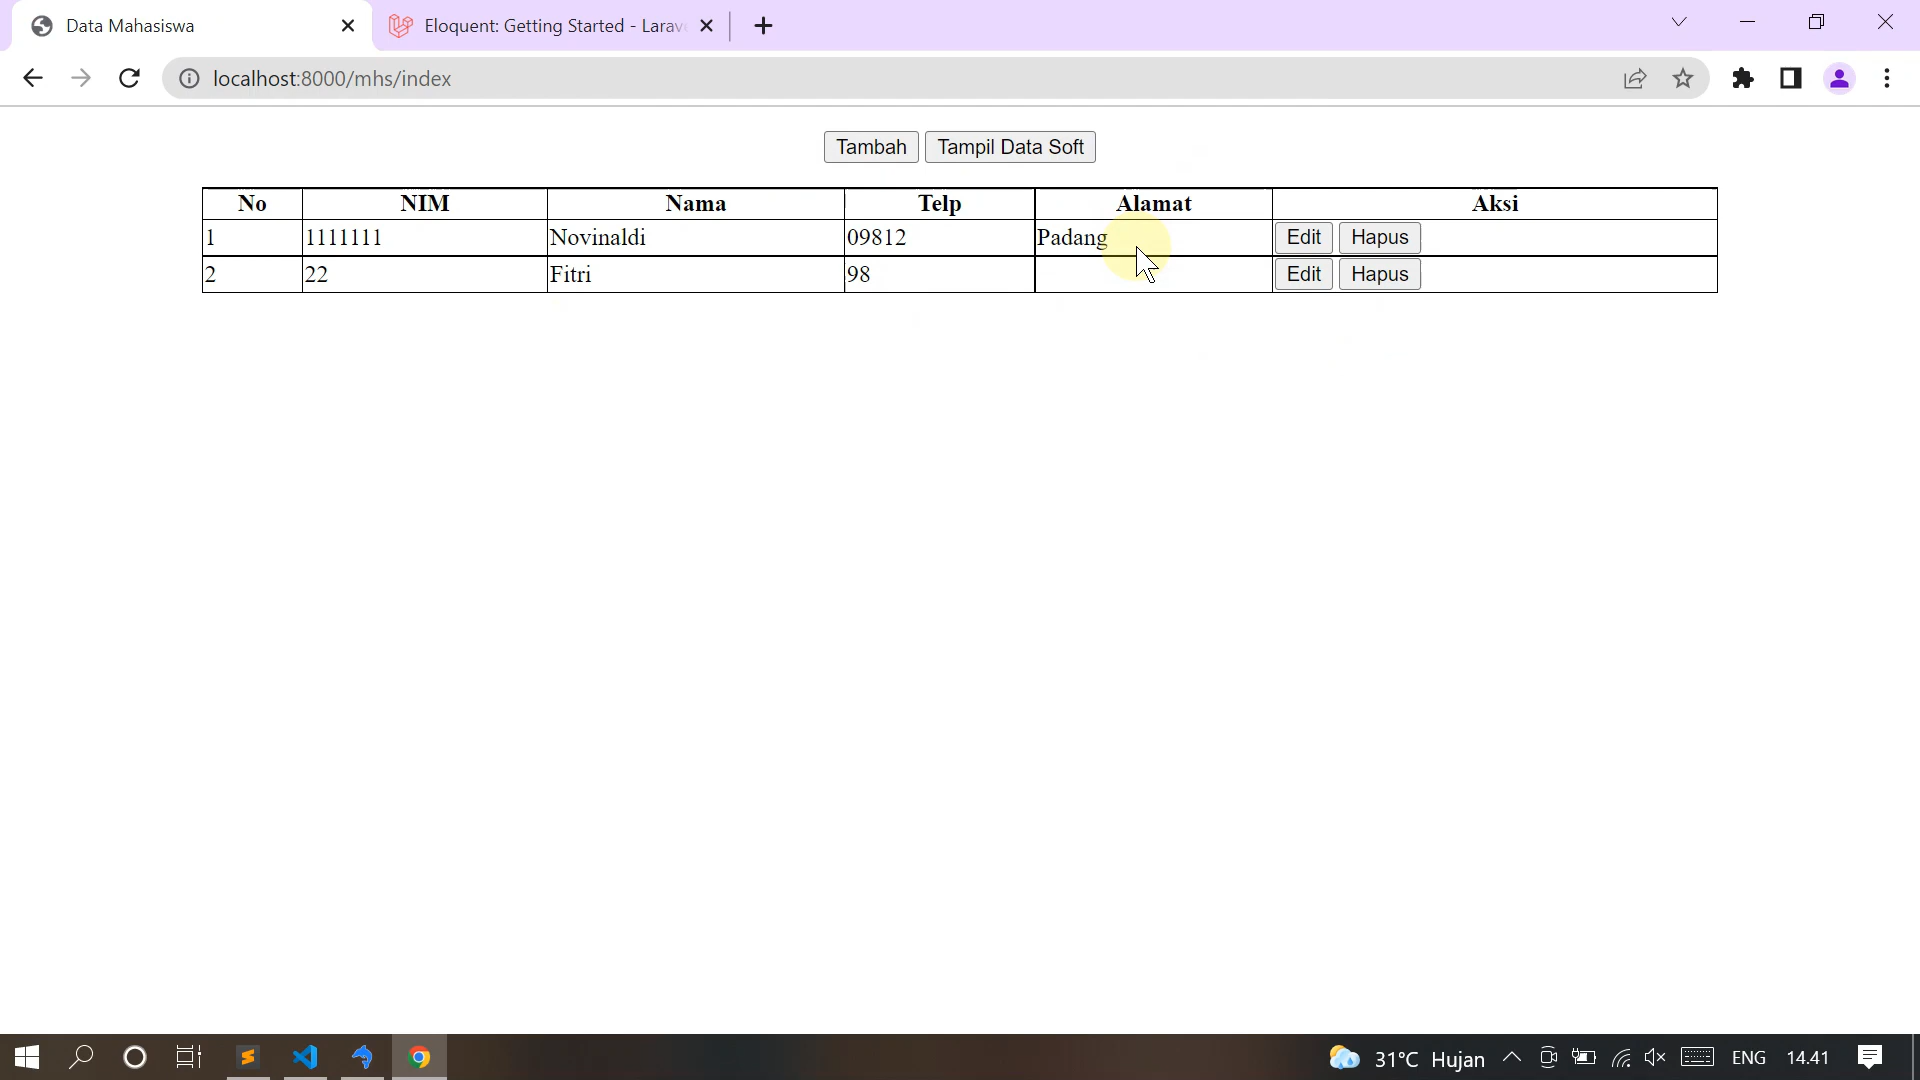 Data Mahasiswa
Eloquent: Getting Started - Larav
localhost:8000/mhs/index
Tambah Tampil Data Soft
No NIM Nama Telp Alamat Aksi
1 1111111 Novinaldi 09812 Padang Edit Hapus
2 22 Fitri 98 Edit Hapus
31°C Hujan ENG 14.41